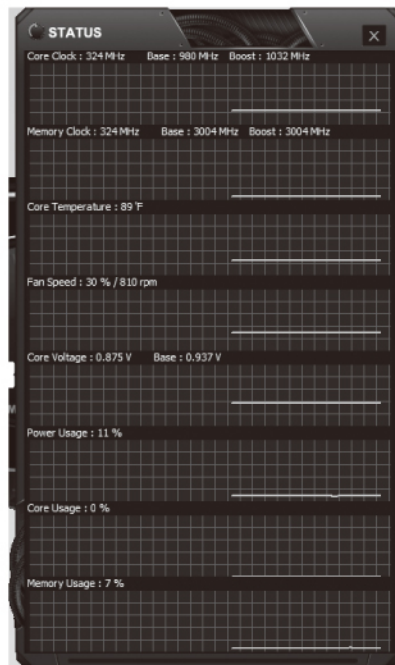 STATUS
X
Core Clock : 324 MHz Base : 980 MHz Boost : 1032 MHz
Memory Clock : 324 MHz Base : 3004 MHz Boost : 3004 MHz
Core Temperature : 89 °F
Fan Speed : 30 % / 810 rpm
Core Voltage : 0.875 V Base : 0.937 V
Power Usage : 11 %
Core Usage : 0 %
Memory Usage : 7 %